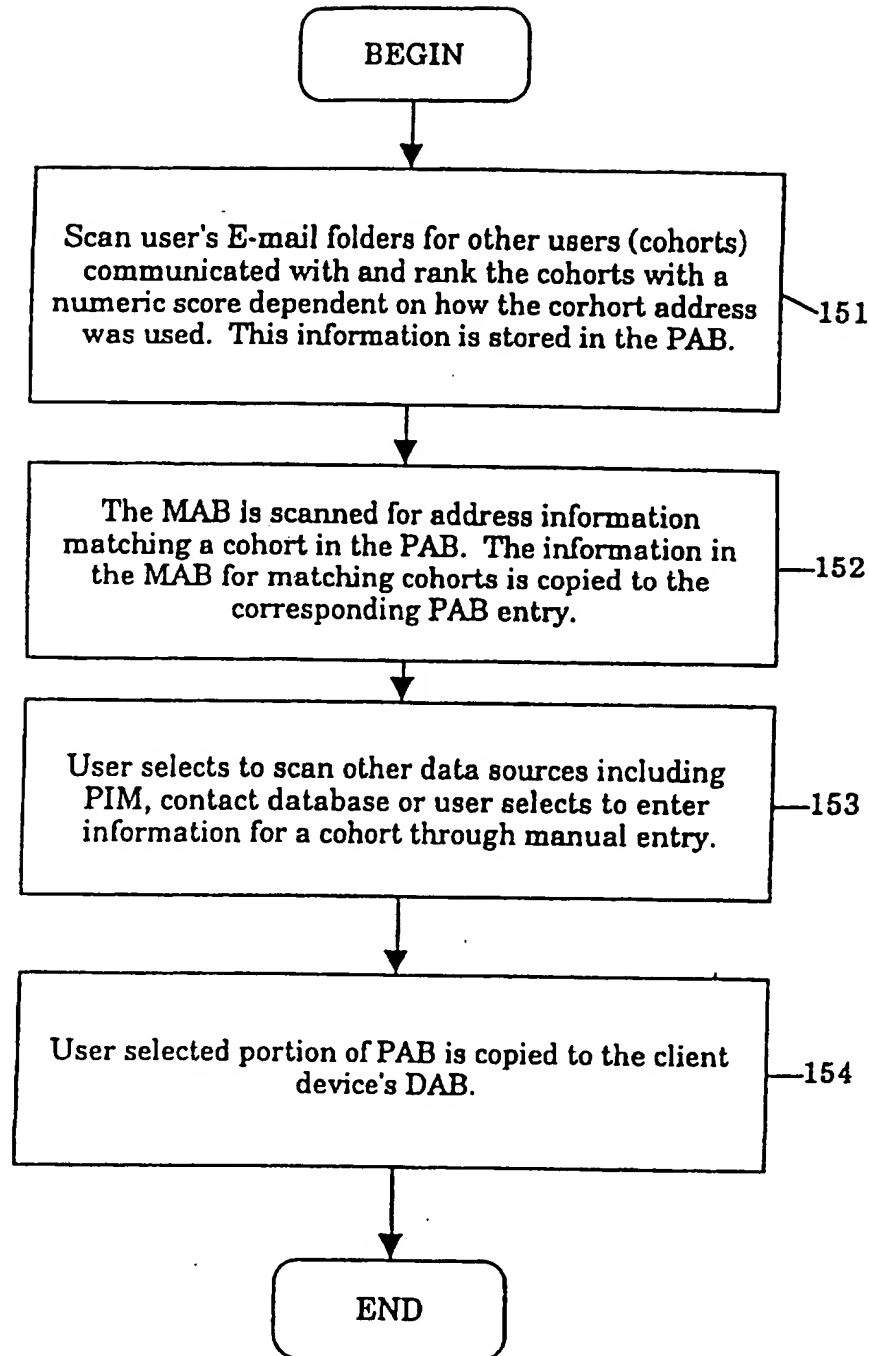 BEGIN
Scan user's E-mail folders for other users (cohorts)
communicated with and rank the cohorts with a
numeric score dependent on how the corhort address
was used. This information is stored in the PAB.
151
The MAB is scanned for address information
matching a cohort in the PAB. The information in
the MAB for matching cohorts is copied to the
corresponding PAB entry.
152
User selects to scan other data sources including
PIM, contact database or user selects to enter
information for a cohort through manual entry.
153
User selected portion of PAB is copied to the client
device's DAB.
154
END